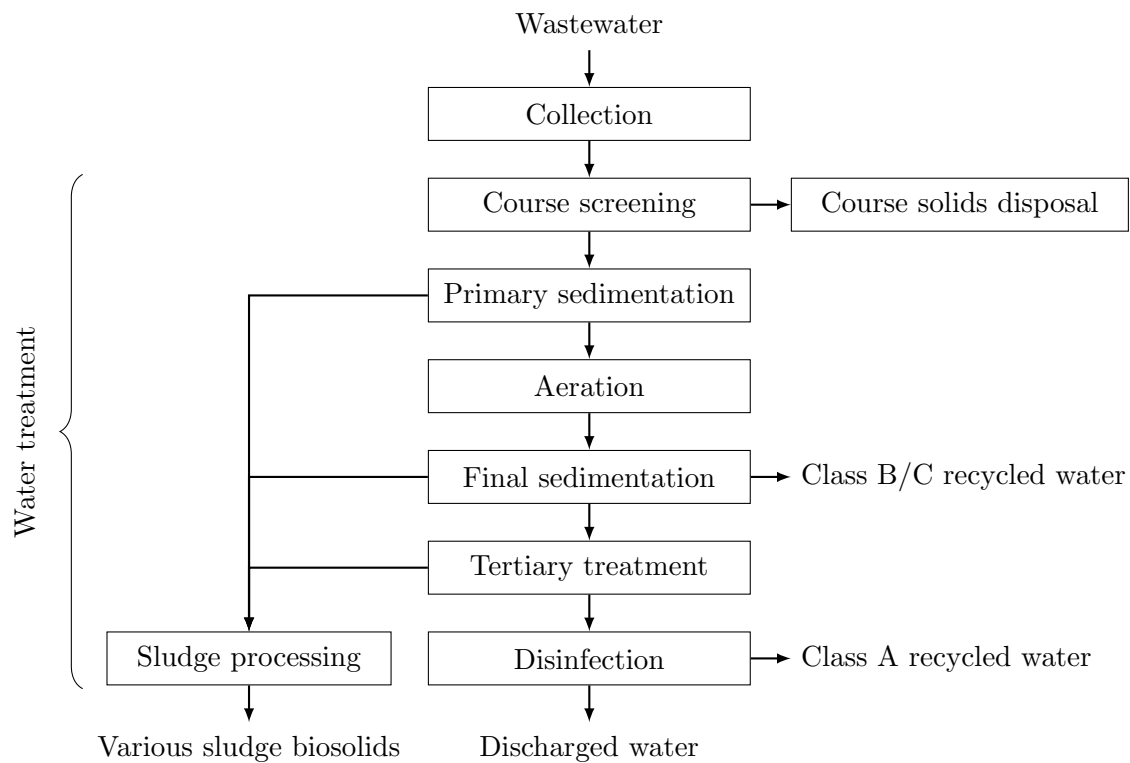 Wastewater
Collection
Course screening
Course solids disposal
Primary sedimentation
Aeration
Water treatment
Final sedimentation
Class B/C recycled water
Tertiary treatment
Sludge processing
Disinfection
Class A recycled water
Various sludge biosolids
Discharged water